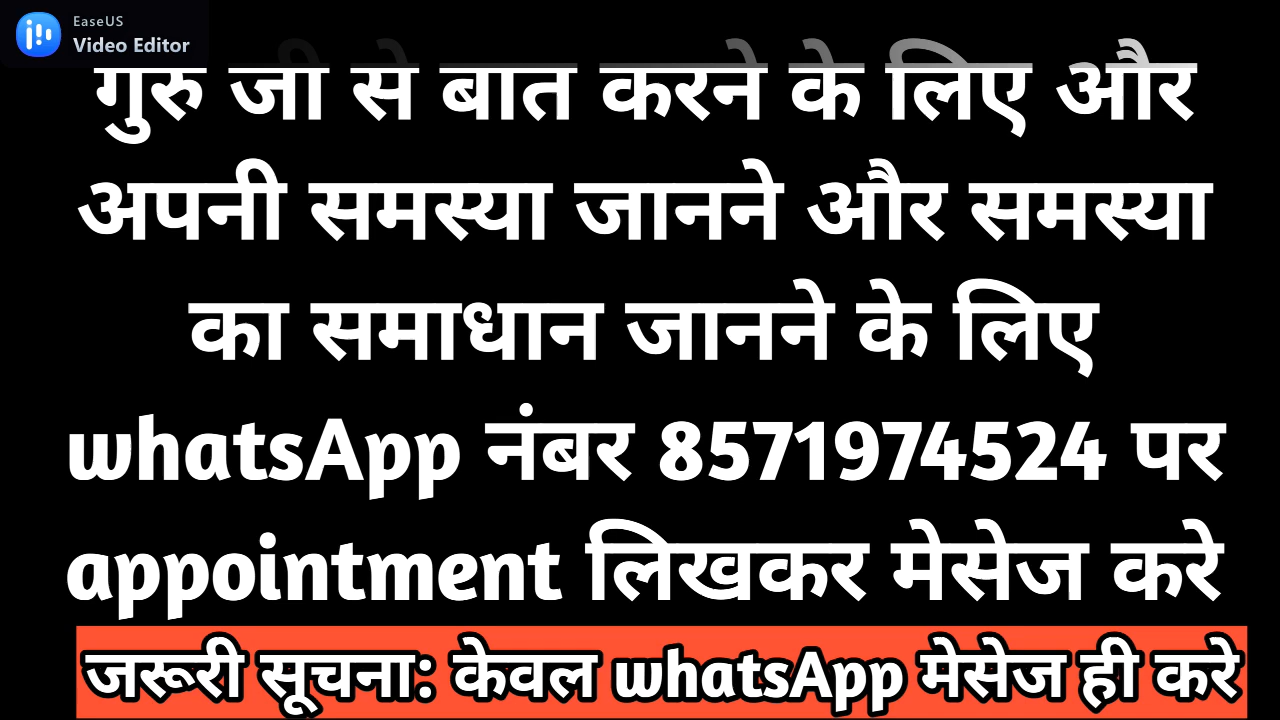 EaseUS
Video Editor
गुरु जी से बात करने के लिए और
अपनी समस्या जानने और समस्या
का समाधान जानने के लिए
whatsApp नंबर 8571974524 पर
appointment लिखकर मेसेज करे
जरूरी सूचना: केवल whatsApp मेसेज ही करे